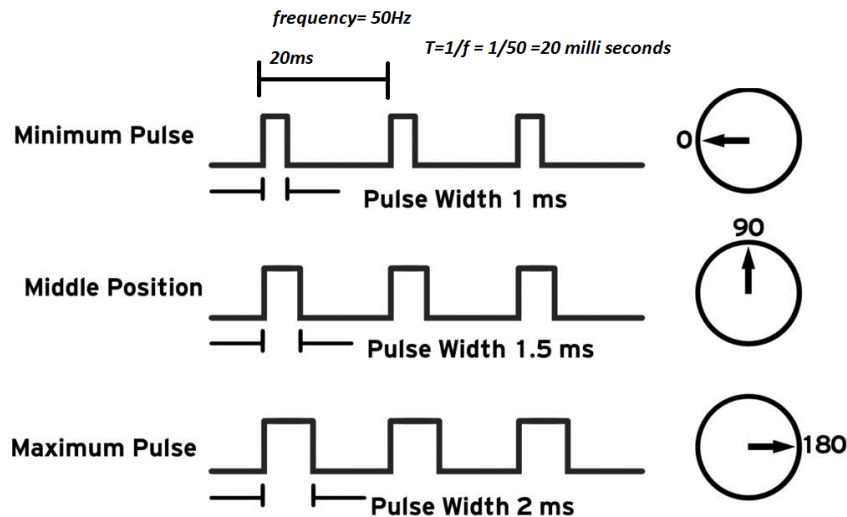 frequency= 50Hz
T=1/f = 1/50 =20 milli seconds
20ms
Minimum Pulse
0
Pulse Width 1 ms
90
Middle Position
Pulse Width 1.5 ms
Maximum Pulse
180
Pulse Width 2 ms